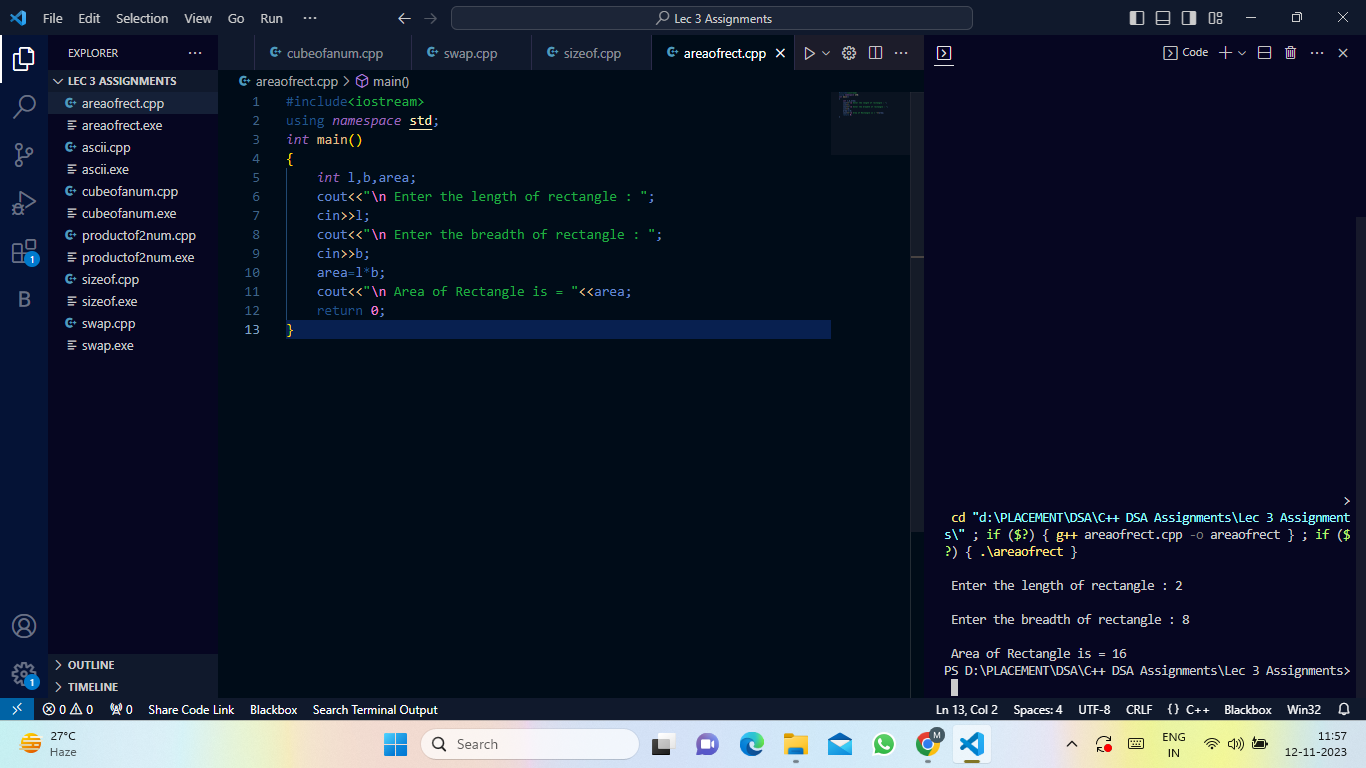 File Edit Selection View Go Run ··· Lec 3 Assignments
EXPLORER ···
LEC 3 ASSIGNMENTS
areaofrect.cpp
areaofrect.exe
ascii.cpp
ascii.exe
cubeofanum.cpp
cubeofanum.exe
productof2num.cpp
productof2num.exe
sizeof.cpp
sizeof.exe
swap.cpp
swap.exe
OUTLINE
TIMELINE
1
B
1
cubeofanum.cpp swap.cpp sizeof.cpp areaofrect.cpp
areaofrect.cpp > main()
1 #include<iostream>
2 using namespace std;
3 int main()
4 {
5 int l,b,area;
6 cout<<"\n Enter the length of rectangle : ";
7 cin>>l;
8 cout<<"\n Enter the breadth of rectangle : ";
9 cin>>b;
10 area=l*b;
11 cout<<"\n Area of Rectangle is = "<<area;
12 return 0;
13 }
Code
>
cd "d:\PLACEMENT\DSA\C++ DSA Assignments\Lec 3 Assignment
s\" ; if ($?) { g++ areaofrect.cpp -o areaofrect } ; if ($
?) { .\areaofrect }
Enter the length of rectangle : 2
Enter the breadth of rectangle : 8
Area of Rectangle is = 16
PS D:\PLACEMENT\DSA\C++ DSA Assignments\Lec 3 Assignments>
0 0 0 Share Code Link Blackbox Search Terminal Output Ln 13, Col 2 Spaces: 4 UTF-8 CRLF {} C++ Blackbox Win32
27°C
Haze
Search
M
ENG
IN
11:57
12-11-2023